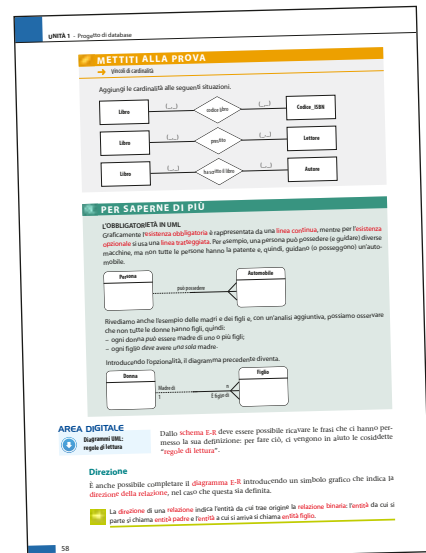 UNITÀ 1 - Progetto di database
METTITI ALLA PROVA
Vincoli di cardinalità
Aggiungi le cardinalità alle seguenti situazioni.
Libro (_,_) codice Libro (_,_) Codice_ISBN
Libro (_,_) prestito (_,_) Lettore
Libro (_,_) ha scritto il libro (_,_) Autore
PER SAPERNE DI PIÙ
L'OBBLIGATORIETÀ IN UML
Graficamente l'esistenza obbligatoria è rappresentata da una linea continua, mentre per l'esistenza
opzionale si usa una linea tratteggiata. Per esempio, una persona può possedere (e guidare) diverse
macchine, ma non tutte le persone hanno la patente e, quindi, guidano (o posseggono) un'auto-
mobile.
Persona può possedere Automobile
Rivediamo anche l'esempio delle madri e dei figli e, con un'analisi aggiuntiva, possiamo osservare
che non tutte le donne hanno figli, quindi:
– ogni donna può essere madre di uno o più figli;
– ogni figlio deve avere una sola madre.
Introducendo l'opzionalità, il diagramma precedente diventa.
Donna Figlio
Madre di n
1 È figlio di
AREA DIGITALE
Diagrammi UML:
regole di lettura
Dallo schema E-R deve essere possibile ricavare le frasi che ci hanno per-
messo la sua definizione: per fare ciò, ci vengono in aiuto le cosiddette
"regole di lettura".
Direzione
È anche possibile completare il diagramma E-R introducendo un simbolo grafico che indica la
direzione della relazione, nel caso che questa sia definita.
La direzione di una relazione indica l'entità da cui trae origine la relazione binaria: l'entità da cui si
parte si chiama entità padre e l'entità a cui si arriva si chiama entità figlio.
58